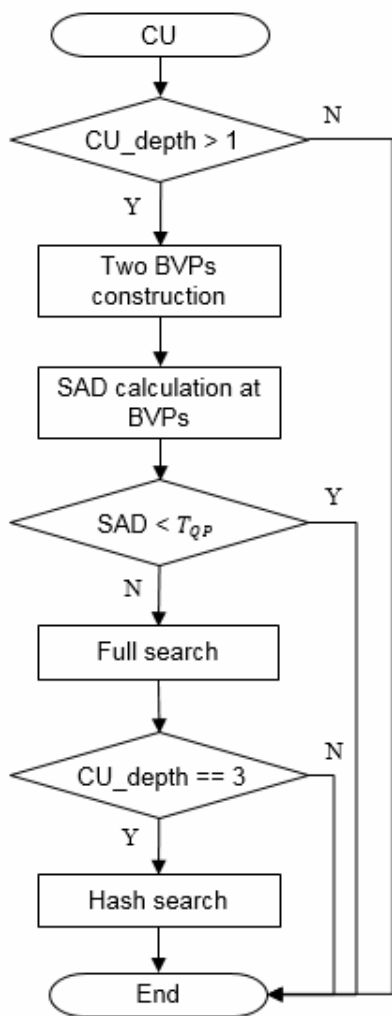 CU
CU_depth > 1
N
Y
Two BVPs
construction
SAD calculation at
BVPs
SAD < T_QP
Y
N
Full search
CU_depth == 3
N
Y
Hash search
End